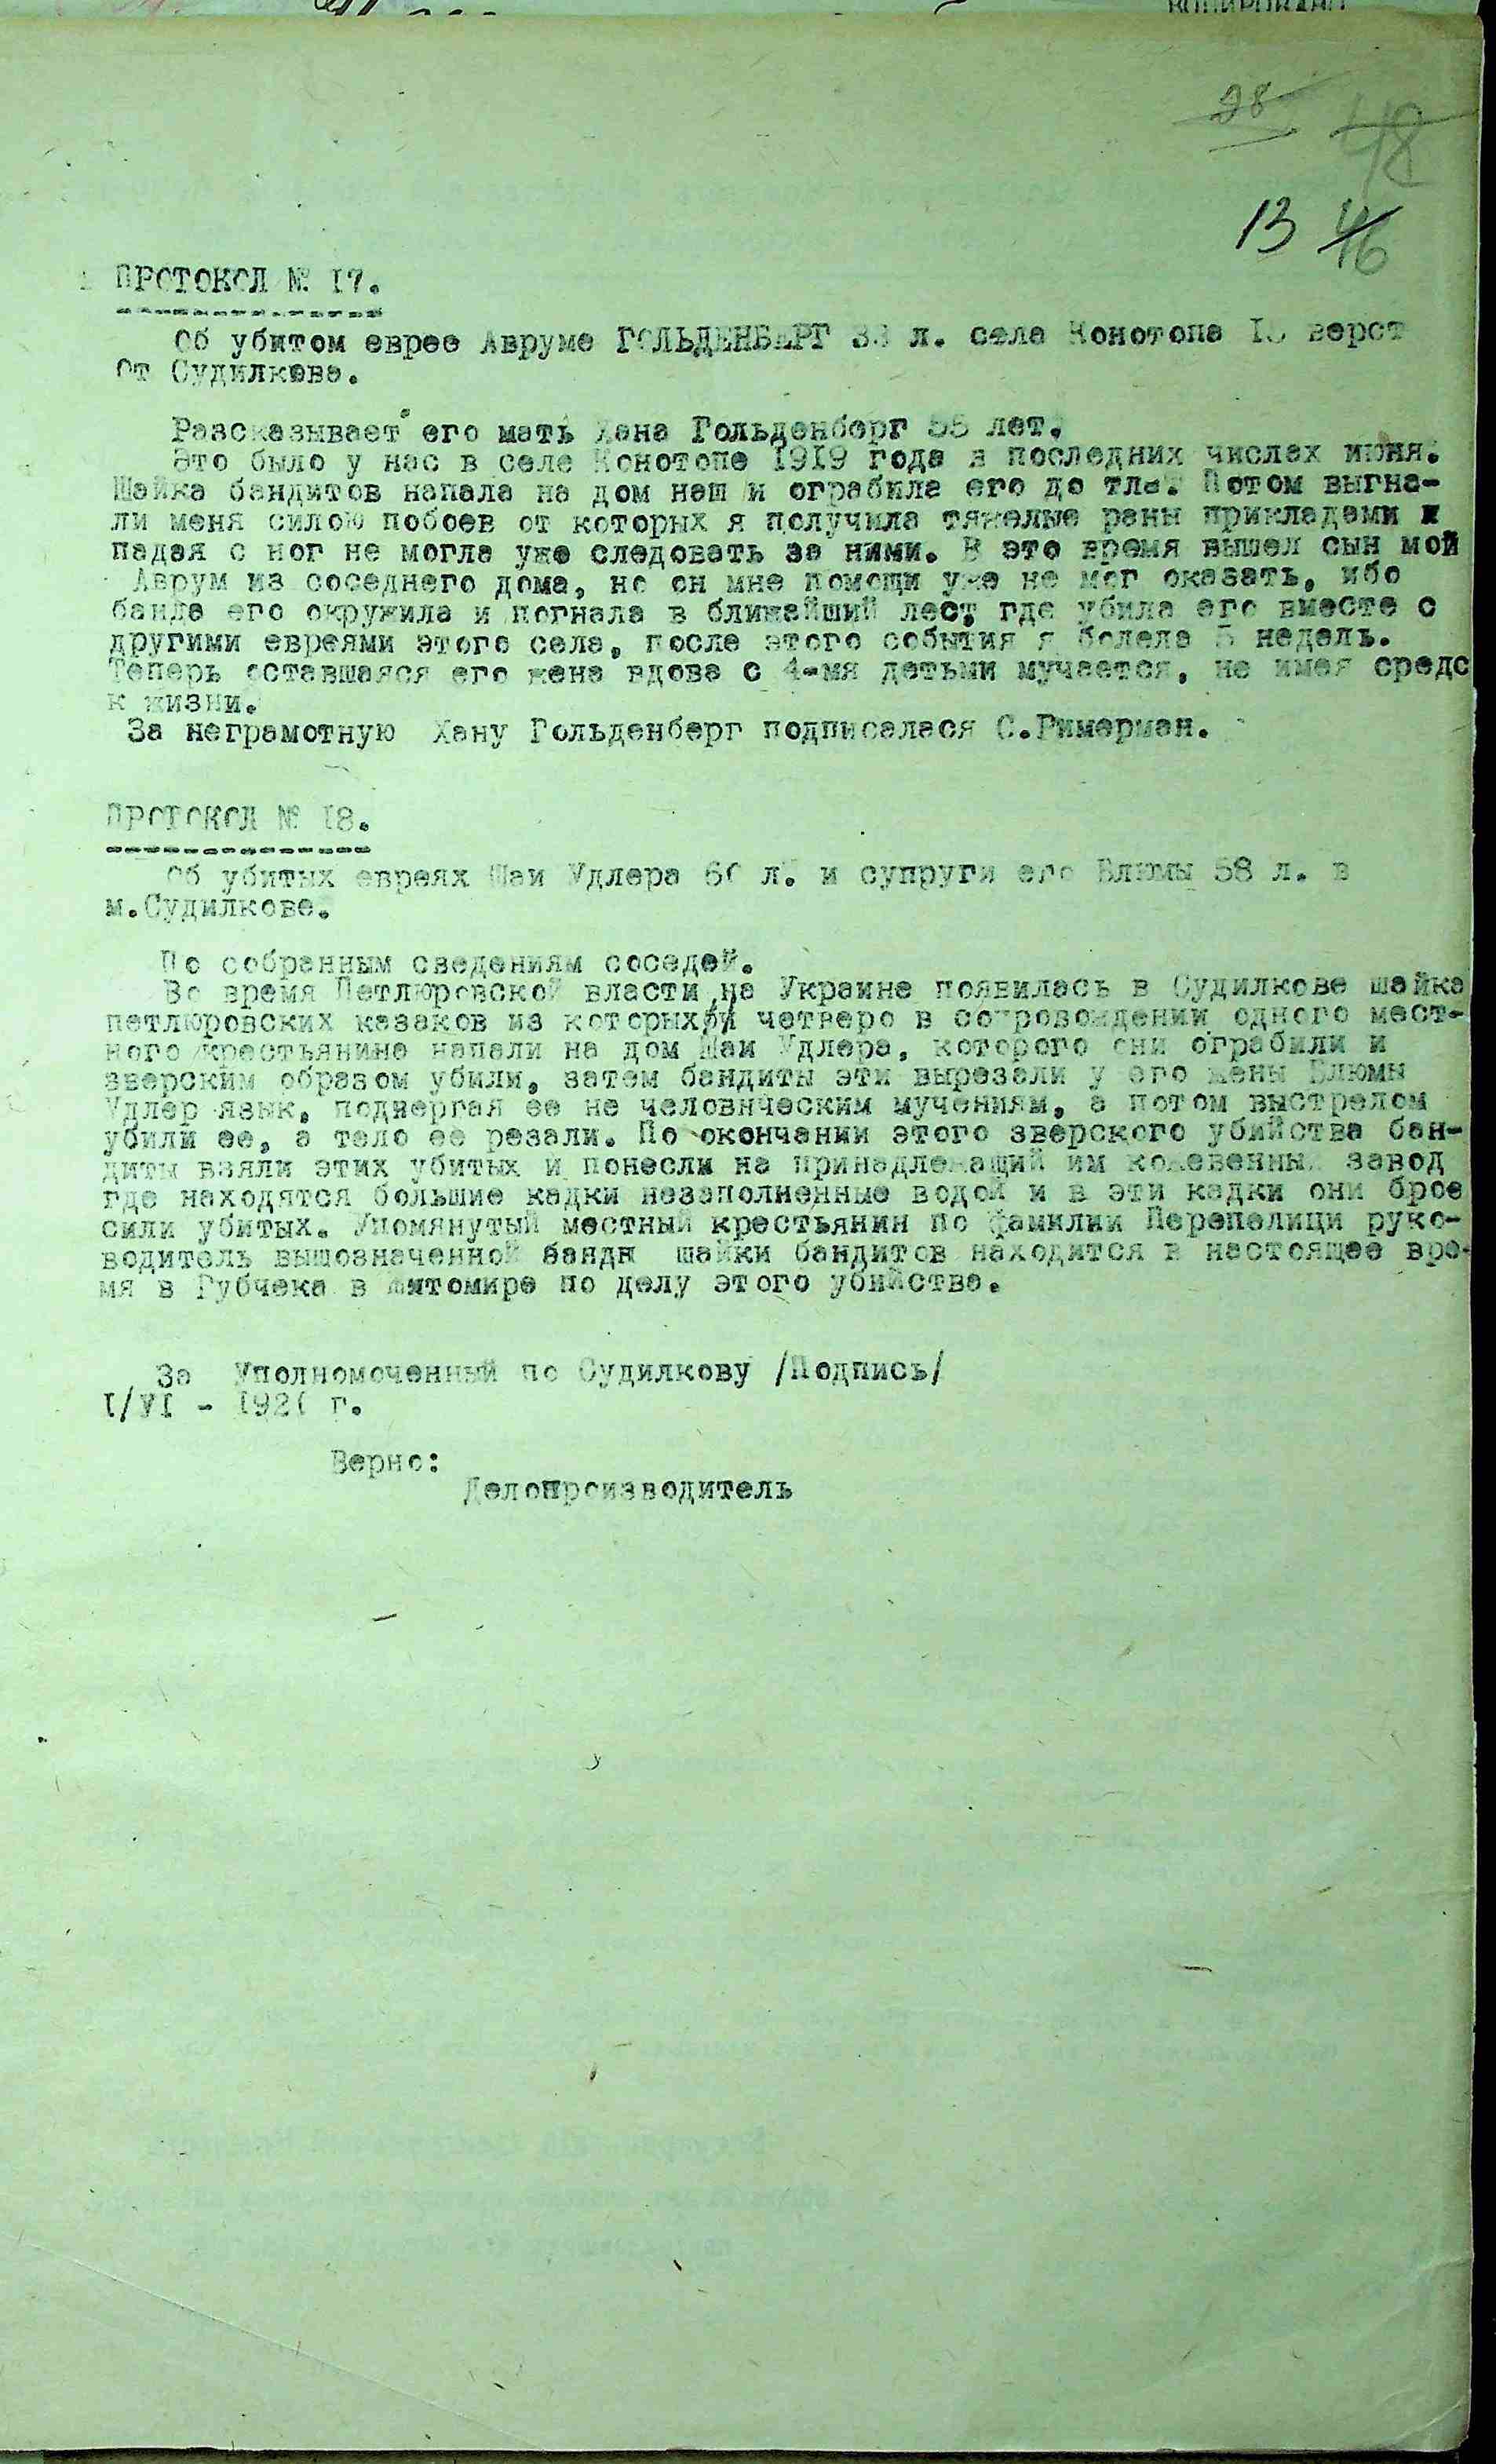 28
48
13 46
ПРОТОКОЛ № 17.
Об убитом еврее Авруме ГОЛЬДЕНБЕРГ л. села Конотопа верст
от Судилкова.
Разсказывает его мать Хана Гольденберг 55 лет.
Это было у нас в селе Конотопе 1919 года в последних числах июня.
Шайка бандитов напала на дом наш и ограбила его до тла. Потом выгна-
ли меня силою побоев от которых я получила тяжелые раны прикладами и
падая с ног не могла уже следовать за ними. В это время вышел сын мой
Аврум из соседнего дома, но он мне помощи уже не мог оказать, ибо
банда его окружила и погнала в ближайший лес, где убила его вместе с
другими евреями этого села, после этого события я болела 5 недель.
Теперь оставшаяся его жена вдова с 4-мя детьми мучается, не имея средс
к жизни.
За неграмотную Хану Гольденберг подписалася С.Римерман.
ПРОТОКОЛ № 18.
Об убитых евреях Шаи Удлера 60 л. и супруги его Блюмы 58 л. в
м.Судилкове.
По собранным сведениям соседей.
Во время Петлюровской власти на Украине появилась в Судилкове шайка
петлюровских казаков из которых четверо в сопровождении одного мест-
ного крестьянина напали на дом Шаи Удлера, которого они ограбили и
зверским образом убили, затем бандиты эти вырезали у его жены Блюмы
Удлер язык, подвергая ее не человическим мучениям, а потом выстрелом
убили ее, а тело ее резали. По окончании этого зверского убийства бан-
диты взяли этих убитых и понесли на принадлежащий им кожевенный завод
где находятся большие кадки незаполненные водой и в эти кадки они брое
сили убитых. Упомянутый местный крестьянин по фамилии Перепелици руко-
водитель вышозначенной банды шайки бандитов находится в настоящее вре-
мя в Губчека в Житомире по делу этого убийства.
За Уполномоченный по Судилкову /Подпись/
I/VI - 1921 г.
Верно:
Делопроизводитель